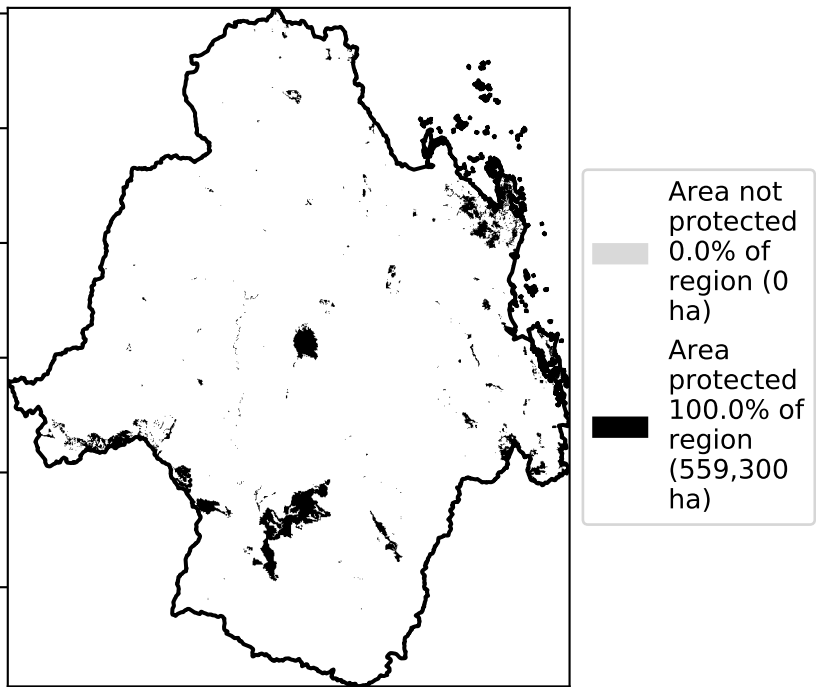 Area not
protected
0.0% of
region (0
ha)
Area
protected
100.0% of
region
(559,300
ha)